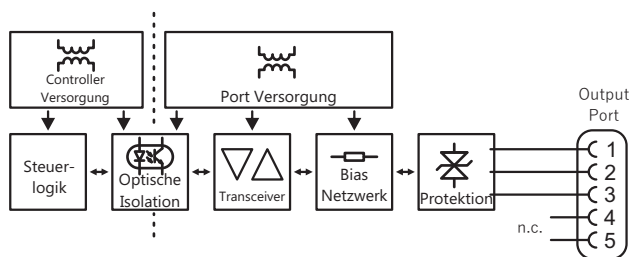 Controller
Versorgung
Port Versorgung
Output
Port
Steuer-
logik
Optische
Isolation
Transceiver
Bias
Netzwerk
Protektion
1
2
3
4
5
n.c.